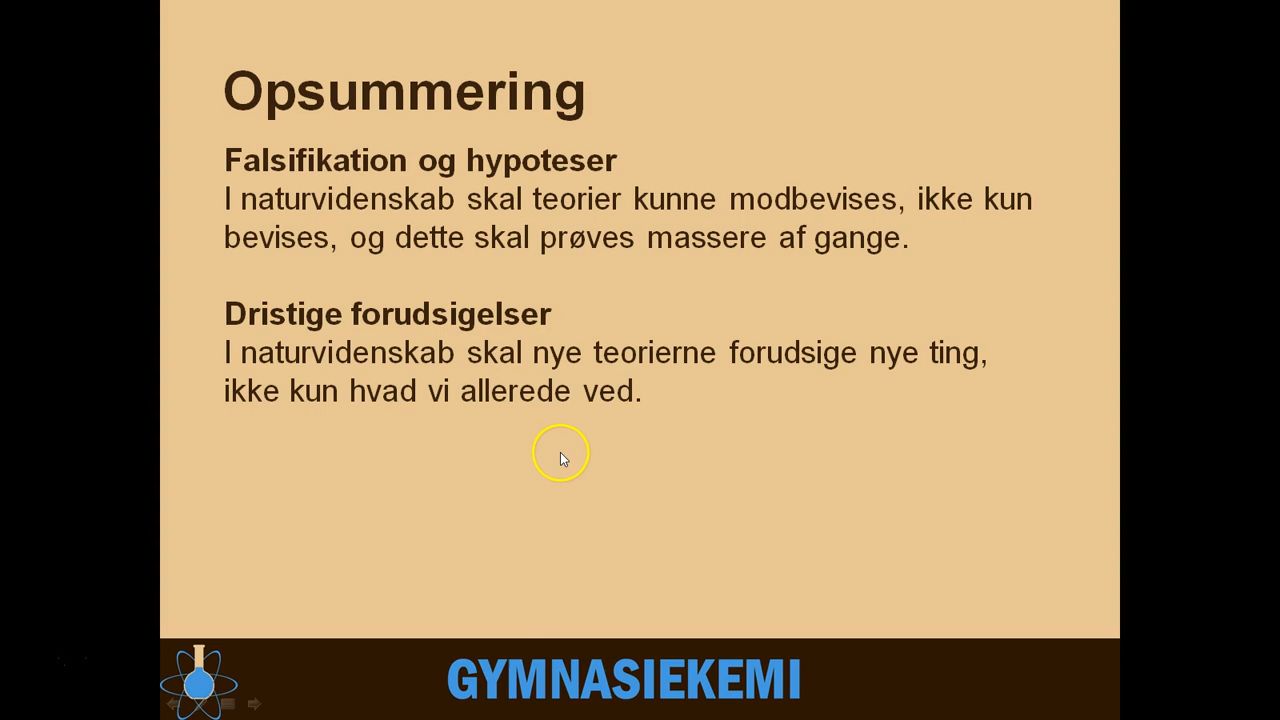 Opsummering
Falsifikation og hypoteser
I naturvidenskab skal teorier kunne modbevises, ikke kun
bevises, og dette skal prøves massere af gange.
Dristige forudsigelser
I naturvidenskab skal nye teorierne forudsige nye ting,
ikke kun hvad vi allerede ved.
GYMNASIEKEMI